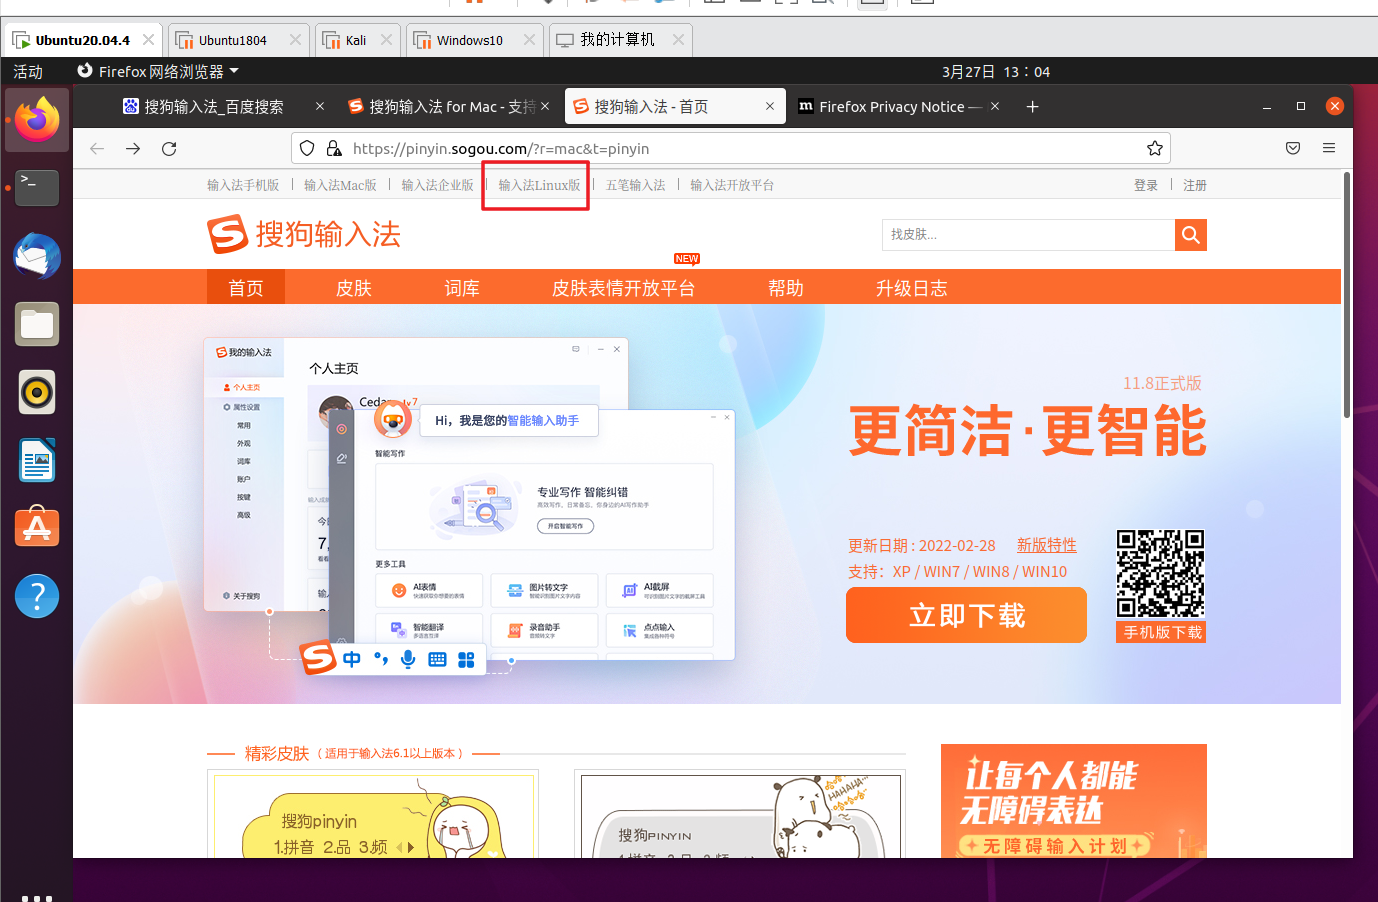 Ubuntu20.04.4
Ubuntu1804
Kali
Windows10
我的计算机
活动
Firefox 网络浏览器
3月27日 13：04
搜狗输入法_百度搜索
搜狗输入法 for Mac - 支持
搜狗输入法 - 首页
Firefox Privacy Notice —
https://pinyin.sogou.com/?r=mac&t=pinyin
输入法手机版
输入法Mac版
输入法企业版
输入法Linux版
五笔输入法
输入法开放平台
登录
注册
搜狗输入法
找皮肤...
NEW
首页
皮肤
词库
皮肤表情开放平台
帮助
升级日志
我的输入法
个人主页
个人主页
属性设置
常用
外观
词库
账户
按键
高级
关于搜狗
Hi，我是您的智能输入助手
智能写作
专业写作 智能纠错
开启智能写作
更多工具
AI表情
图片转文字
AI截屏
智能翻译
多语言互译
录音助手
音频转文字
点点输入
中
11.8正式版
更简洁·更智能
更新日期 : 2022-02-28
新版特性
支持：XP / WIN7 / WIN8 / WIN10
立即下载
手机版下载
精彩皮肤
（ 适用于输入法6.1以上版本 ）
搜狗pinyin
1.拼音 2.品 3.频
搜狗PINYIN
HAHAHA~
让每个人都能
无障碍表达
无障碍输入计划